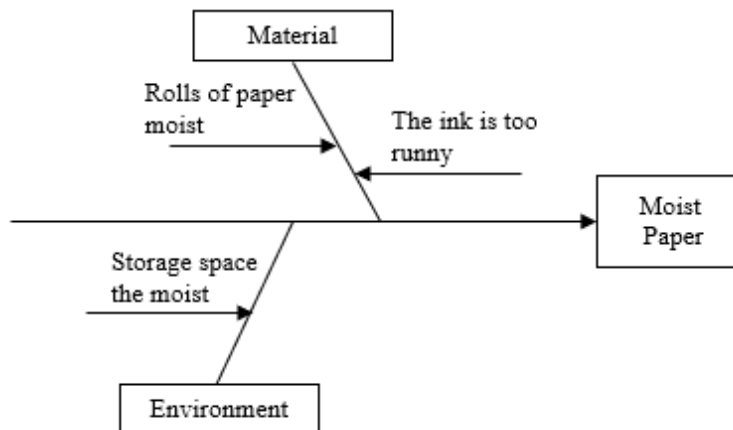 Material
Rolls of paper
moist
The ink is too
runny
Moist
Paper
Storage space
the moist
Environment